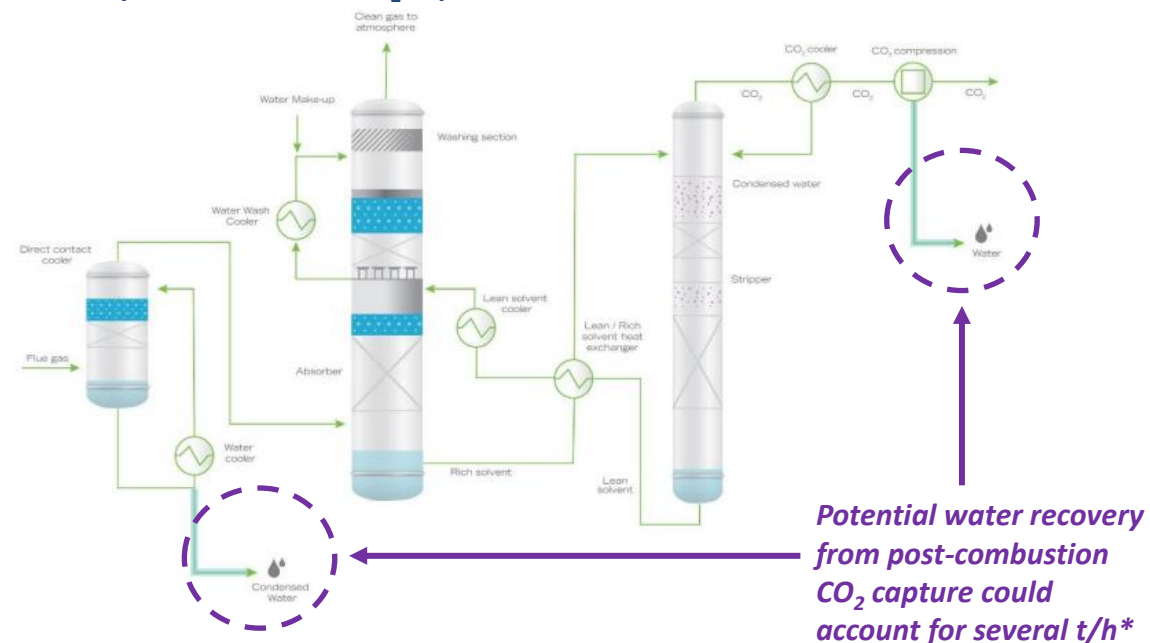 Clean gas to
atmosphere
CO₂ cooler
CO₂ compression
CO₂
CO₂
CO₂
Water Make-up
Washing section
Condensed water
Water Wash
Cooler
Direct contact
cooler
Water
Stripper
Lean solvent
cooler
Lean / Rich
solvent heat
exchanger
Flue gas
Absorber
Water
cooler
Rich solvent
Lean
solvent
Condensed
Water
Potential water recovery
from post-combustion
CO₂ capture could
account for several t/h*